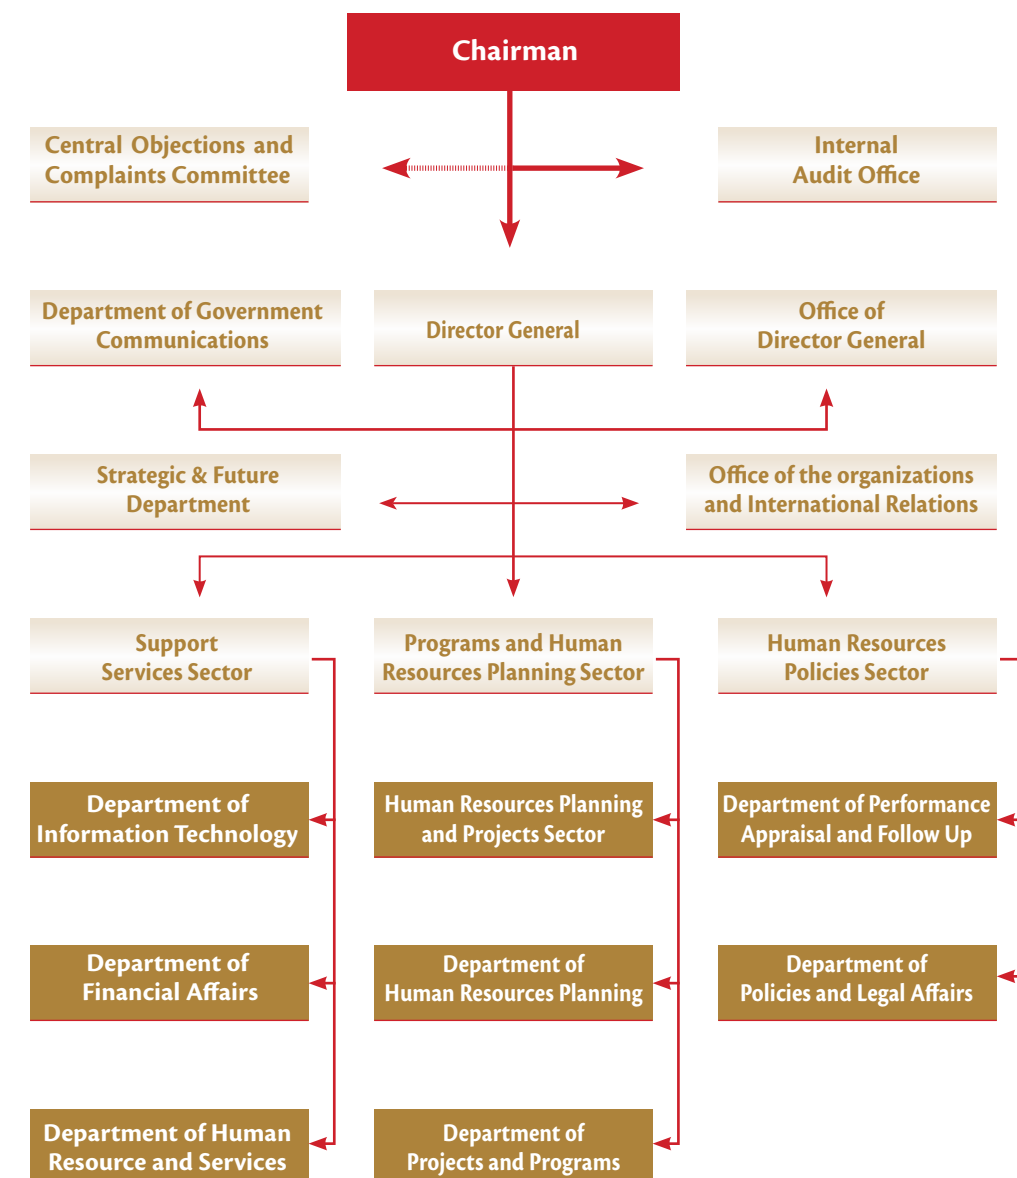 Chairman
Central Objections and
Complaints Committee
Internal
Audit Office
Department of Government
Communications
Director General
Office of
Director General
Strategic & Future
Department
Office of the organizations
and International Relations
Support
Services Sector
Programs and Human
Resources Planning Sector
Human Resources
Policies Sector
Department of
Information Technology
Human Resources Planning
and Projects Sector
Department of Performance
Appraisal and Follow Up
Department of
Financial Affairs
Department of
Human Resources Planning
Department of
Policies and Legal Affairs
Department of Human
Resource and Services
Department of
Projects and Programs